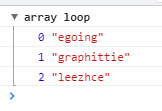 ▼ array loop
0 "egoing"
1 "graphittie"
2 "leezhce"
>